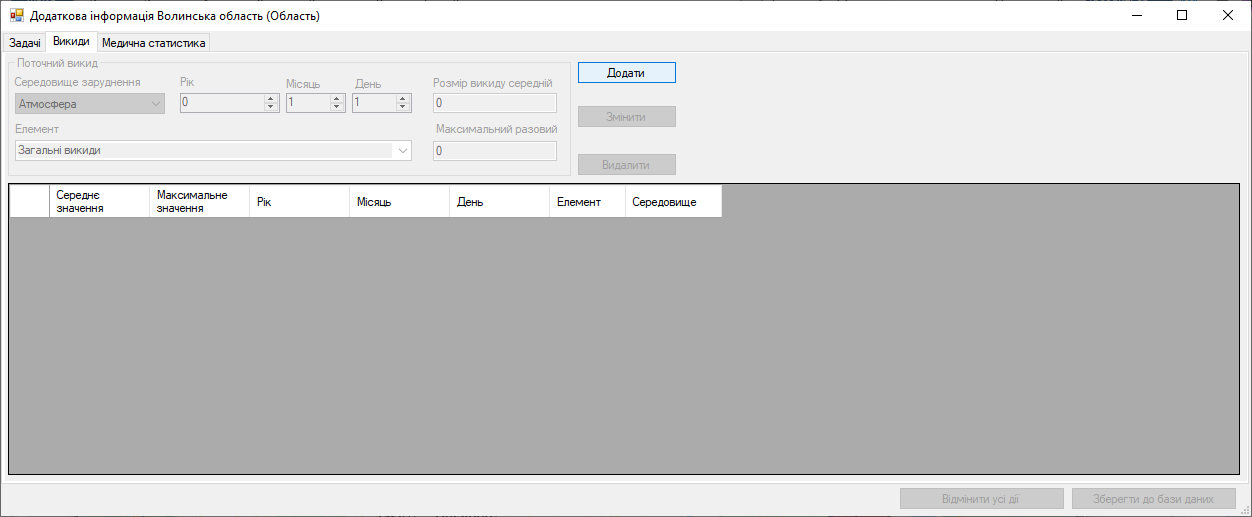 Додаткова інформація Волинська область (Область)
Задачі Викиди Медична статистика
Поточний викид
Середовище заруднення Рік Місяць День Розмір викиду середній
Атмосфера 0 1 1 0
Елемент Максимальний разовий
Загальні викиди 0
Додати
Змінити
Видалити
Середнє значення Максимальне значення Рік Місяць День Елемент Середовище
Відмінити усі дії Зберегти до бази даних